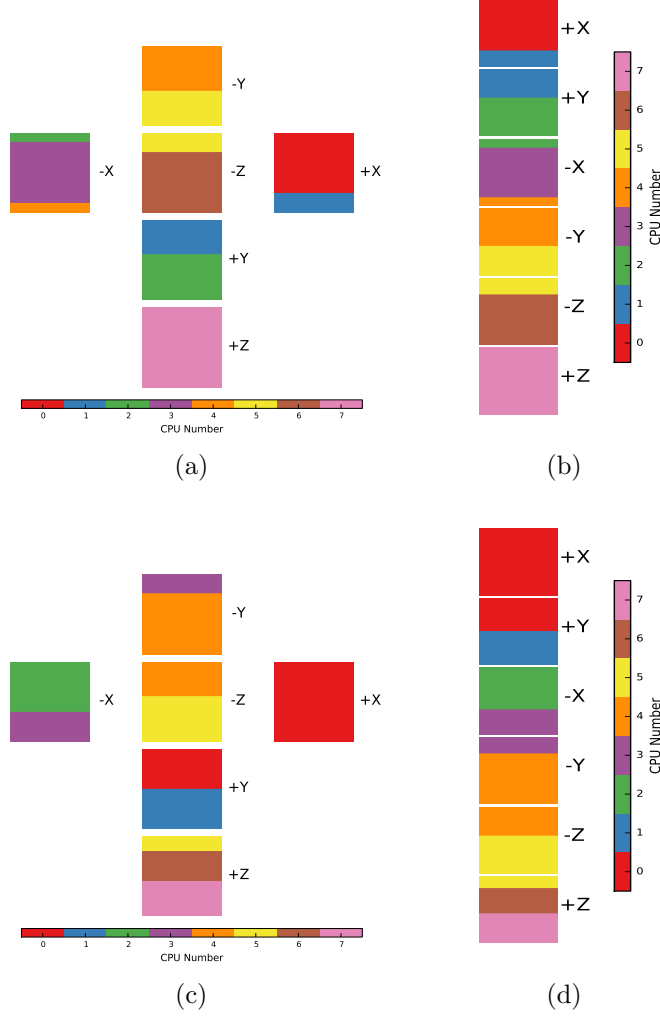 -Y
-X
-Z
+X
+Y
+Z
0 1 2 3 4 5 6 7
CPU Number
(a)
+X
+Y
-X
-Y
-Z
+Z
7
6
5
4
3
2
1
0
CPU Number
(b)
-Y
-X
-Z
+X
+Y
+Z
0 1 2 3 4 5 6 7
CPU Number
(c)
+X
+Y
-X
-Y
-Z
+Z
7
6
5
4
3
2
1
0
CPU Number
(d)